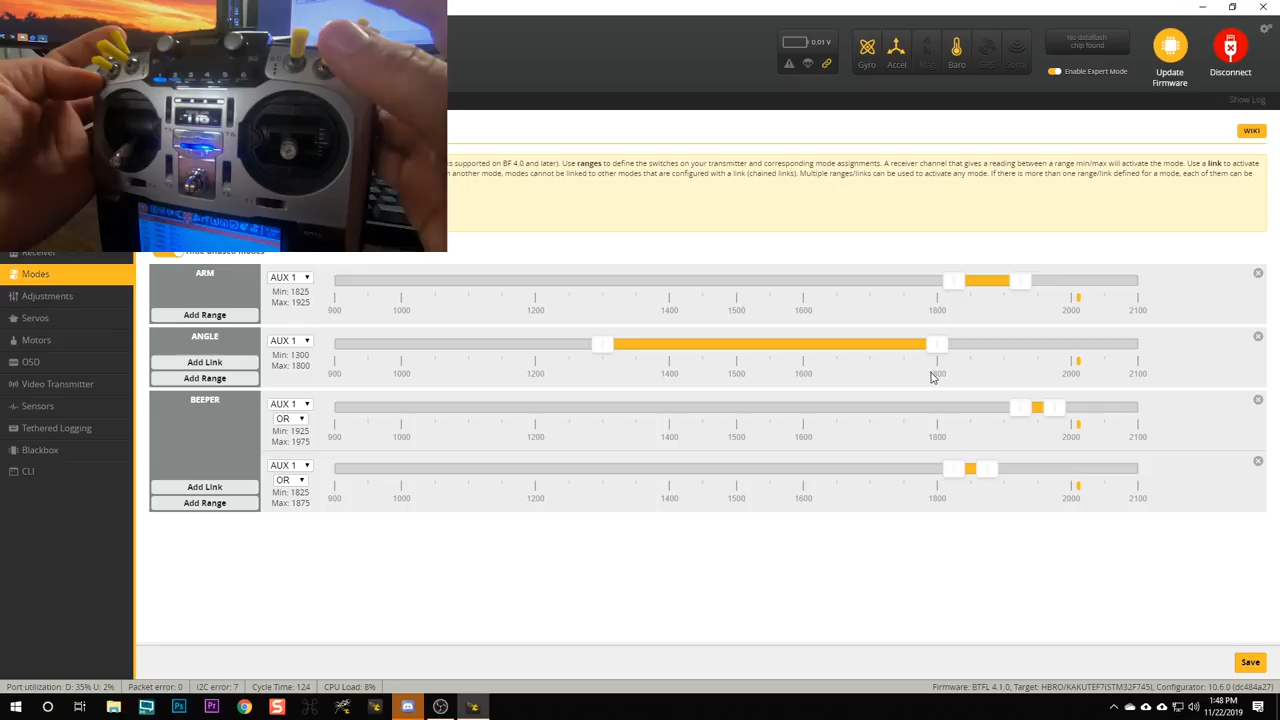 0.01 V
Gyro
Accel
Mag
Baro
GPS
Sonar
No dataflash
chip found
Enable Expert Mode
Update
Firmware
Disconnect
Show Log
WIKI
s supported on BF 4.0 and later). Use ranges to define the switches on your transmitter and corresponding mode assignments. A receiver channel that gives a reading between a range min/max will activate the mode. Use a link to activate
n another mode, modes cannot be linked to other modes that are configured with a link (chained links). Multiple ranges/links can be used to activate any mode. If there is more than one range/link defined for a mode, each of them can be
Receiver
Hide unused modes
Modes
Adjustments
Servos
Motors
OSD
Video Transmitter
Sensors
Tethered Logging
Blackbox
CLI
ARM
AUX 1
Min: 1825
Max: 1925
Add Range
900 1000 1200 1400 1500 1600 1800 2000 2100
ANGLE
AUX 1
Min: 1300
Max: 1800
Add Link
Add Range
900 1000 1200 1400 1500 1600 1800 2000 2100
BEEPER
AUX 1
OR
Min: 1925
Max: 1975
900 1000 1200 1400 1500 1600 1800 2000 2100
AUX 1
OR
Min: 1825
Max: 1875
Add Link
Add Range
900 1000 1200 1400 1500 1600 1800 2000 2100
Save
Port utilization: D: 35% U: 2%
Packet error: 0
I2C error: 7
Cycle Time: 124
CPU Load: 8%
Firmware: BTFL 4.1.0, Target: HBRO/KAKUTEF7(STM32F745), Configurator: 10.6.0 (dc484a27)
1:48 PM
11/22/2019